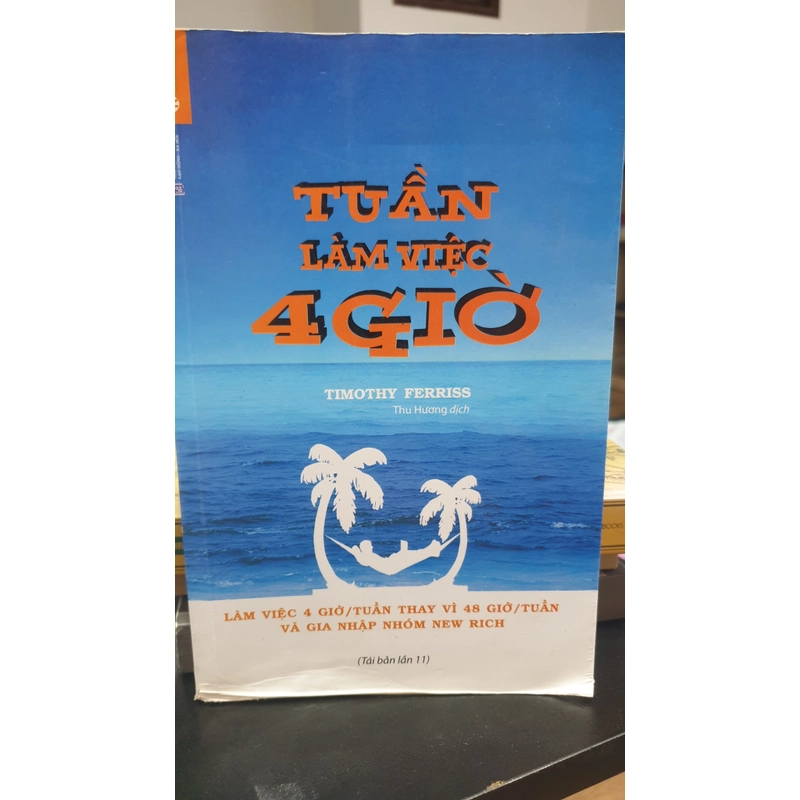 TUẦN
LÀM VIỆC
4 GIỜ
TIMOTHY FERRISS
Thu Hương dịch
LÀM VIỆC 4 GIỜ/TUẦN THAY VÌ 48 GIỜ/TUẦN
VÀ GIA NHẬP NHÓM NEW RICH
(Tái bản lần 11)
BOOKS